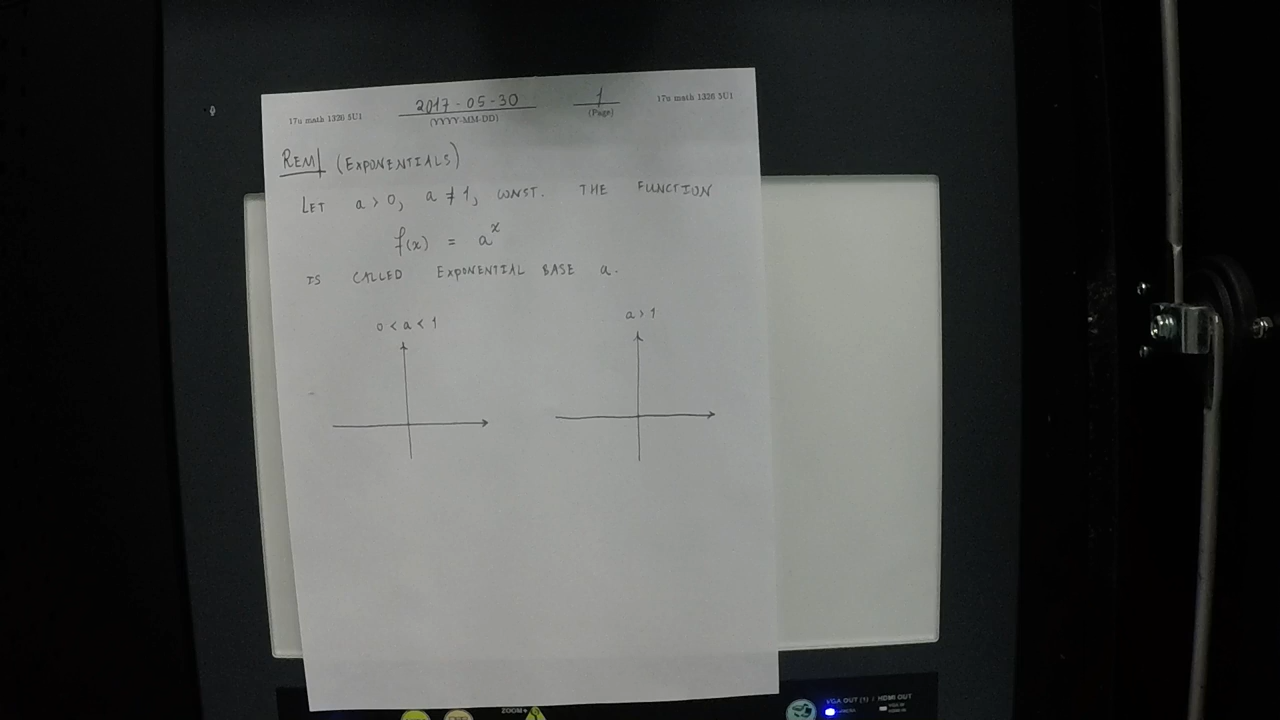 17u math 1326 5U1 2017-05-30 1 17u math 1326 5U1
(YYYY-MM-DD) (Page)
REM (EXPONENTIALS)
LET a > 0, a ≠ 1, CONST. THE FUNCTION
f(x) = a^x
IS CALLED EXPONENTIAL BASE a.
0 < a < 1 a > 1
ZOOM+
VGA OUT (1) / HDMI OUT